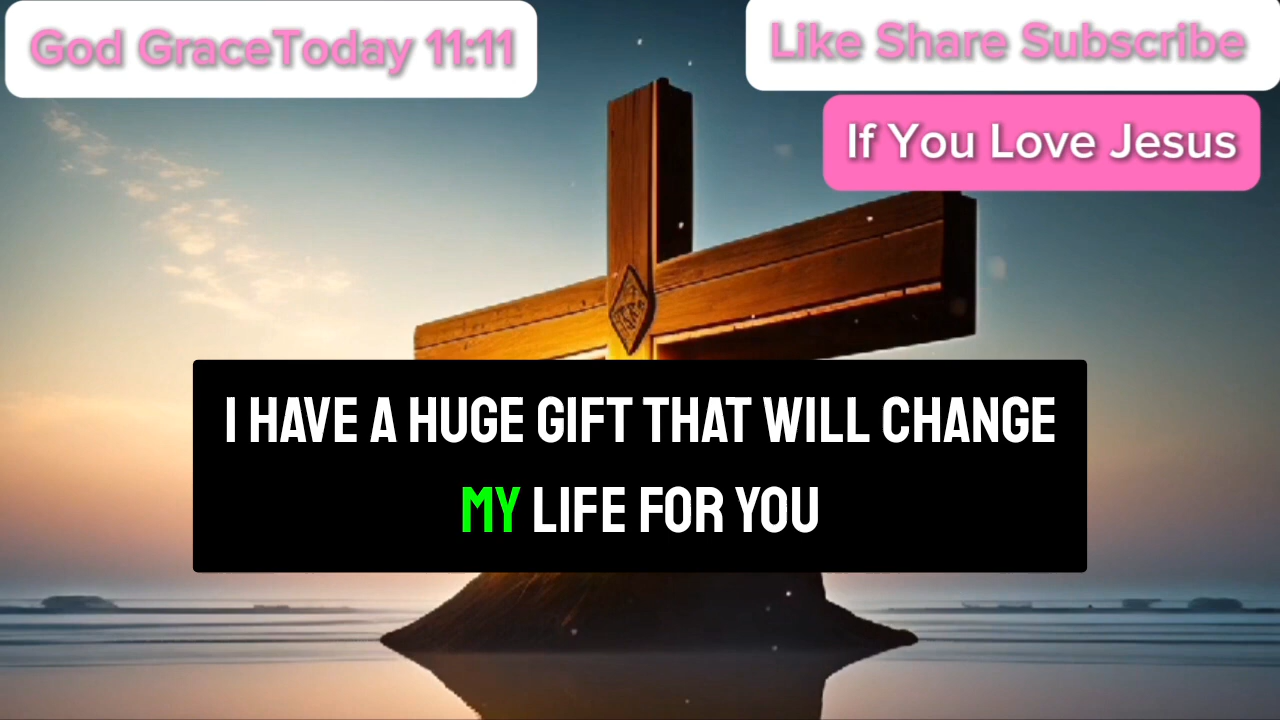 God GraceToday 11:11
Like Share Subscribe
If You Love Jesus
I HAVE A HUGE GIFT THAT WILL CHANGE
MY LIFE FOR YOU